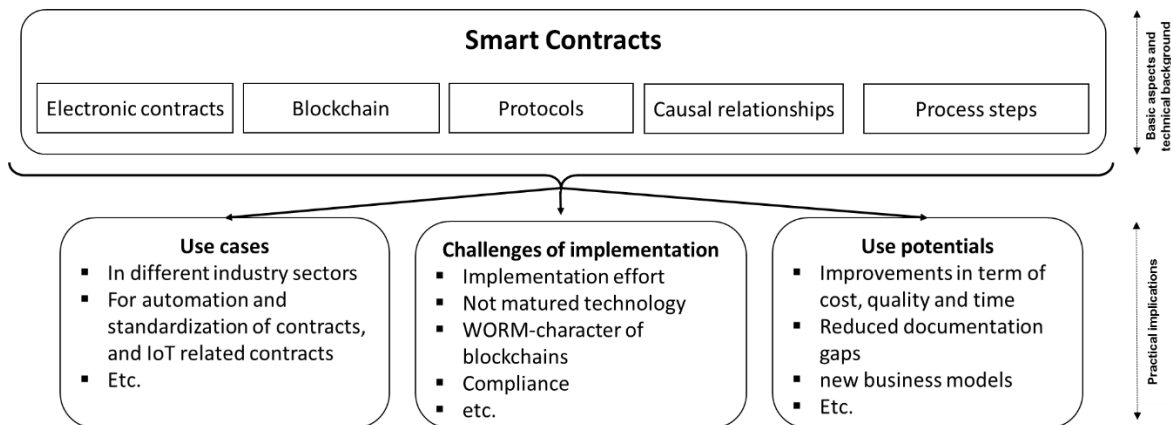 Smart Contracts
Electronic contracts
Blockchain
Protocols
Causal relationships
Process steps
Basic aspects and
technical background
Use cases
▪ In different industry sectors
▪ For automation and
standardization of contracts,
and IoT related contracts
▪ Etc.
Challenges of implementation
▪ Implementation effort
▪ Not matured technology
▪ WORM-character of
blockchains
▪ Compliance
▪ etc.
Use potentials
▪ Improvements in term of
cost, quality and time
▪ Reduced documentation
gaps
▪ new business models
▪ Etc.
Practical implications